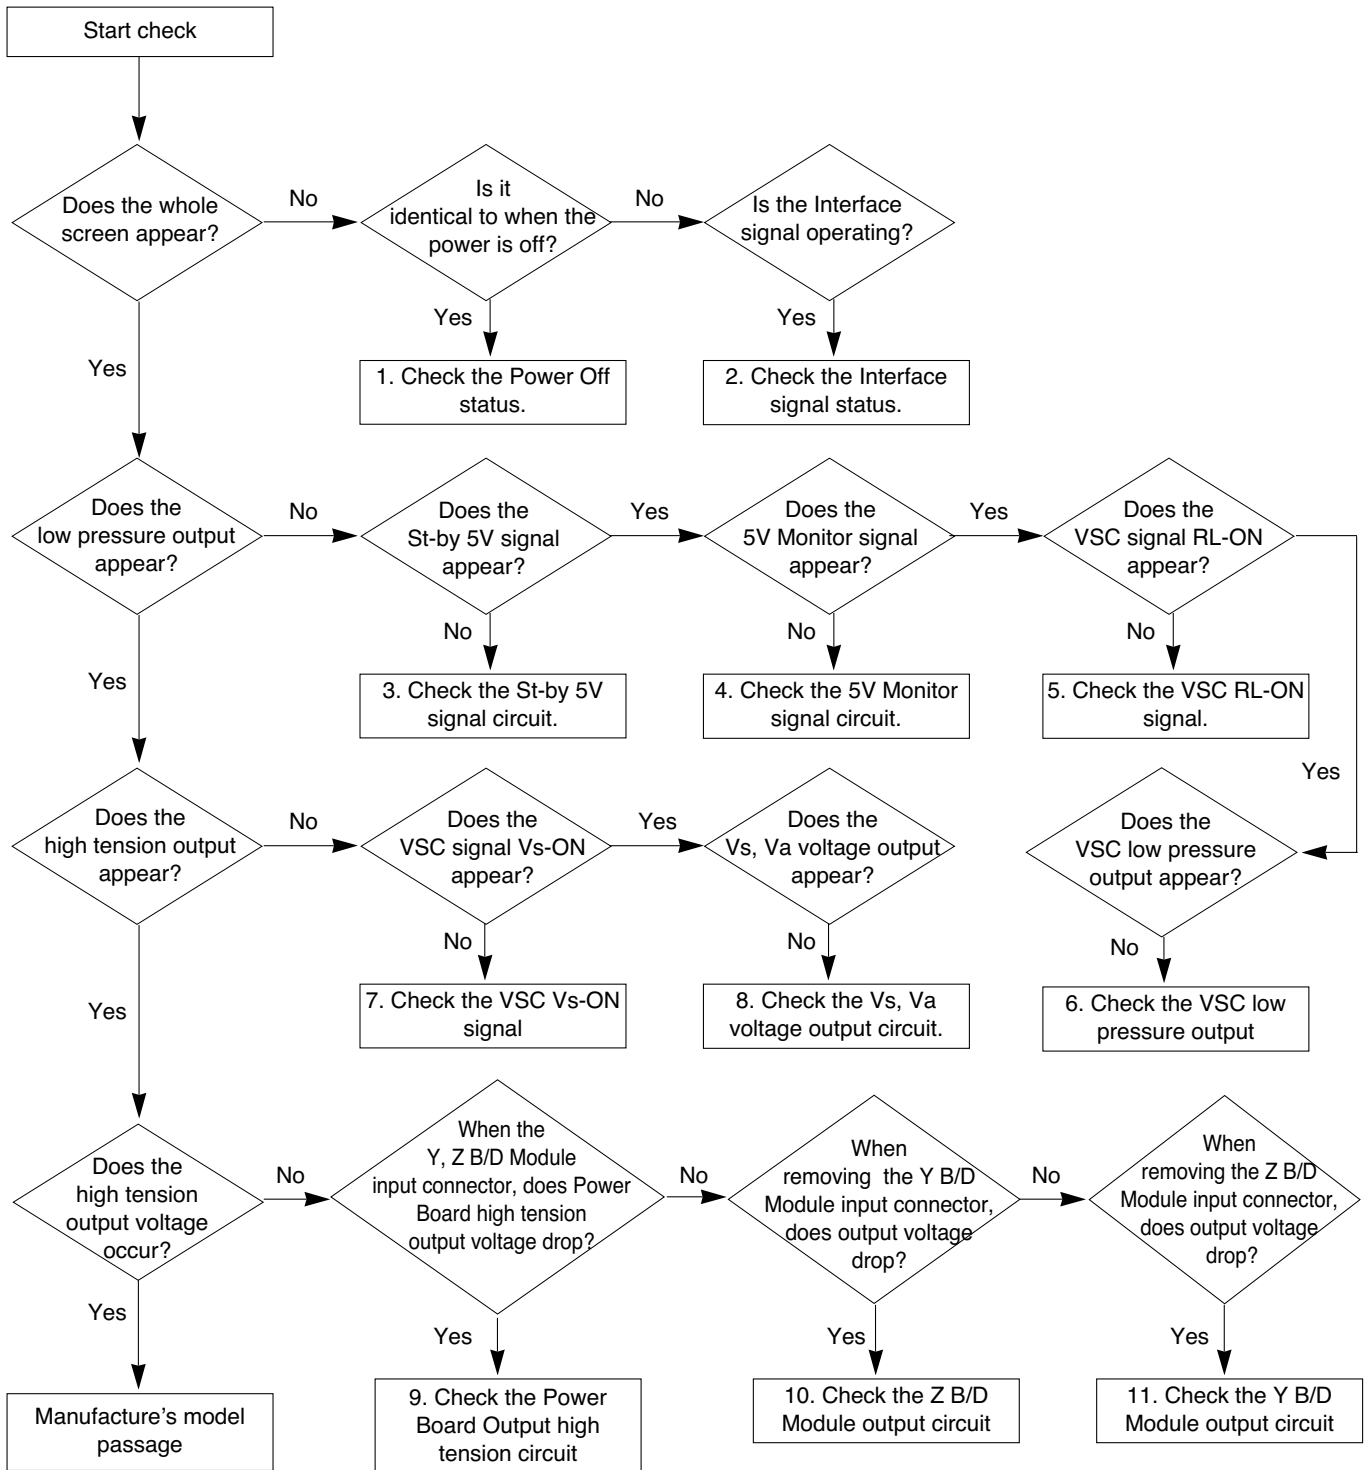 Start check
Does the whole
screen appear?
No
Is it
identical to when the
power is off?
No
Is the Interface
signal operating?
Yes
Yes
Yes
1. Check the Power Off
status.
2. Check the Interface
signal status.
Does the
low pressure output
appear?
No
Does the
St-by 5V signal
appear?
Yes
Does the
5V Monitor signal
appear?
Yes
Does the
VSC signal RL-ON
appear?
No
No
No
Yes
3. Check the St-by 5V
signal circuit.
4. Check the 5V Monitor
signal circuit.
5. Check the VSC RL-ON
signal.
Yes
Does the
high tension output
appear?
No
Does the
VSC signal Vs-ON
appear?
Yes
Does the
Vs, Va voltage output
appear?
Does the
VSC low pressure
output appear?
No
No
No
Yes
7. Check the VSC Vs-ON
signal
8. Check the Vs, Va
voltage output circuit.
6. Check the VSC low
pressure output
Does the
high tension
output voltage
occur?
No
When the
Y, Z B/D Module
input connector, does Power
Board high tension
output voltage drop?
No
When
removing the Y B/D
Module input connector,
does output voltage
drop?
No
When
removing the Z B/D
Module input connector,
does output voltage
drop?
Yes
Yes
Yes
Yes
Manufacture's model
passage
9. Check the Power
Board Output high
tension circuit
10. Check the Z B/D
Module output circuit
11. Check the Y B/D
Module output circuit